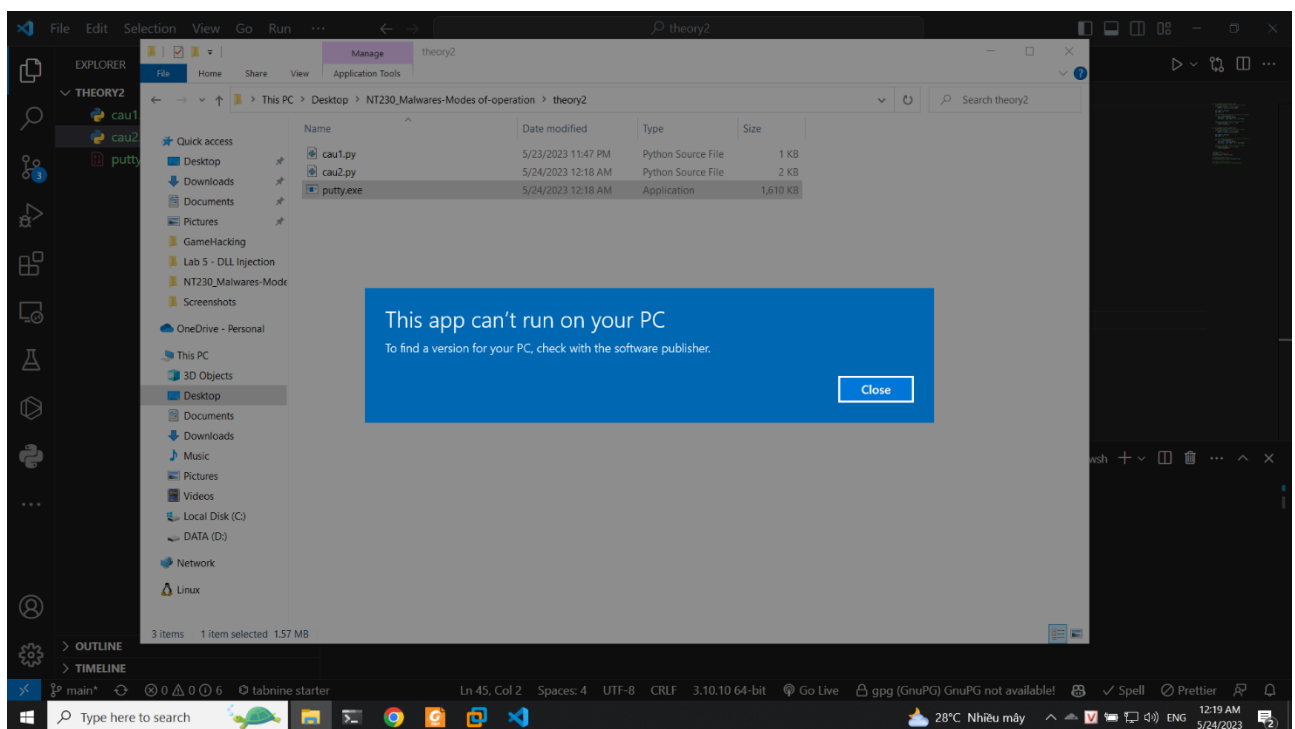 File Edit Selection View Go Run ··· theory2
Manage theory2
File Home Share View Application Tools
EXPLORER
THEORY2
This PC > Desktop > NT230_Malwares-Modes of-operation > theory2
Search theory2
cau1
cau2
putty
3
Quick access
Desktop
Downloads
Documents
Pictures
GameHacking
Lab 5 - DLL Injection
NT230_Malwares-Mode
Screenshots
OneDrive - Personal
This PC
3D Objects
Desktop
Documents
Downloads
Music
Pictures
Videos
Local Disk (C:)
DATA (D:)
Network
Linux
Name Date modified Type Size
cau1.py 5/23/2023 11:47 PM Python Source File 1 KB
cau2.py 5/24/2023 12:18 AM Python Source File 2 KB
putty.exe 5/24/2023 12:18 AM Application 1,610 KB
This app can't run on your PC
To find a version for your PC, check with the software publisher.
Close
wsh
3 items 1 item selected 1.57 MB
OUTLINE
TIMELINE
main* 0 0 6 tabnine starter Ln 45, Col 2 Spaces: 4 UTF-8 CRLF 3.10.10 64-bit Go Live gpg (GnuPG) GnuPG not available! Spell Prettier
Type here to search 28°C Nhiều mây ENG 12:19 AM
5/24/2023
2